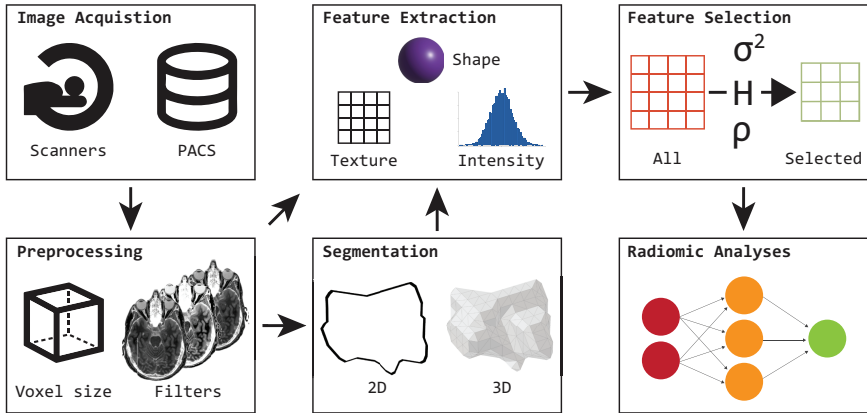 Image Acquistion
Scanners
PACS
Feature Extraction
Shape
Texture
Intensity
Feature Selection
σ²
H
ρ
All
Selected
Preprocessing
Voxel size
Filters
Segmentation
2D
3D
Radiomic Analyses